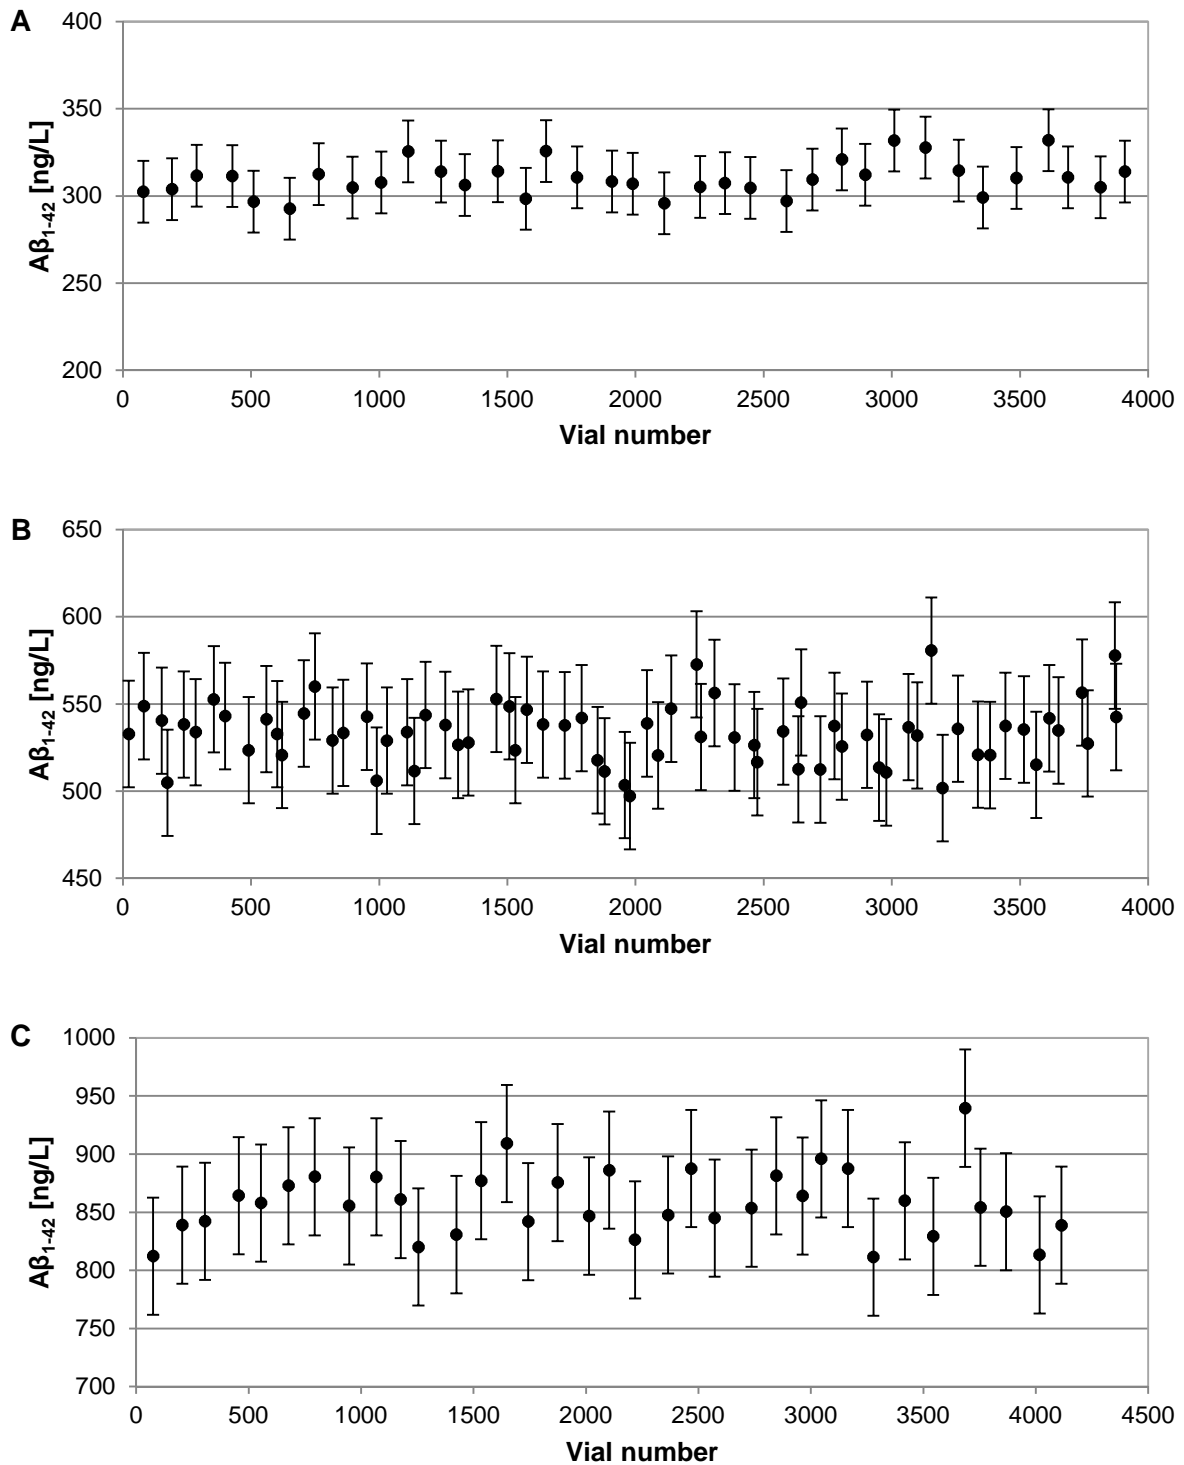 A
400
350
300
250
200
Aβ1-42 [ng/L]
0 500 1000 1500 2000 2500 3000 3500 4000
Vial number
B
650
600
550
500
450
Aβ1-42 [ng/L]
0 500 1000 1500 2000 2500 3000 3500 4000
Vial number
C
1000
950
900
850
800
750
700
Aβ1-42 [ng/L]
0 500 1000 1500 2000 2500 3000 3500 4000 4500
Vial number